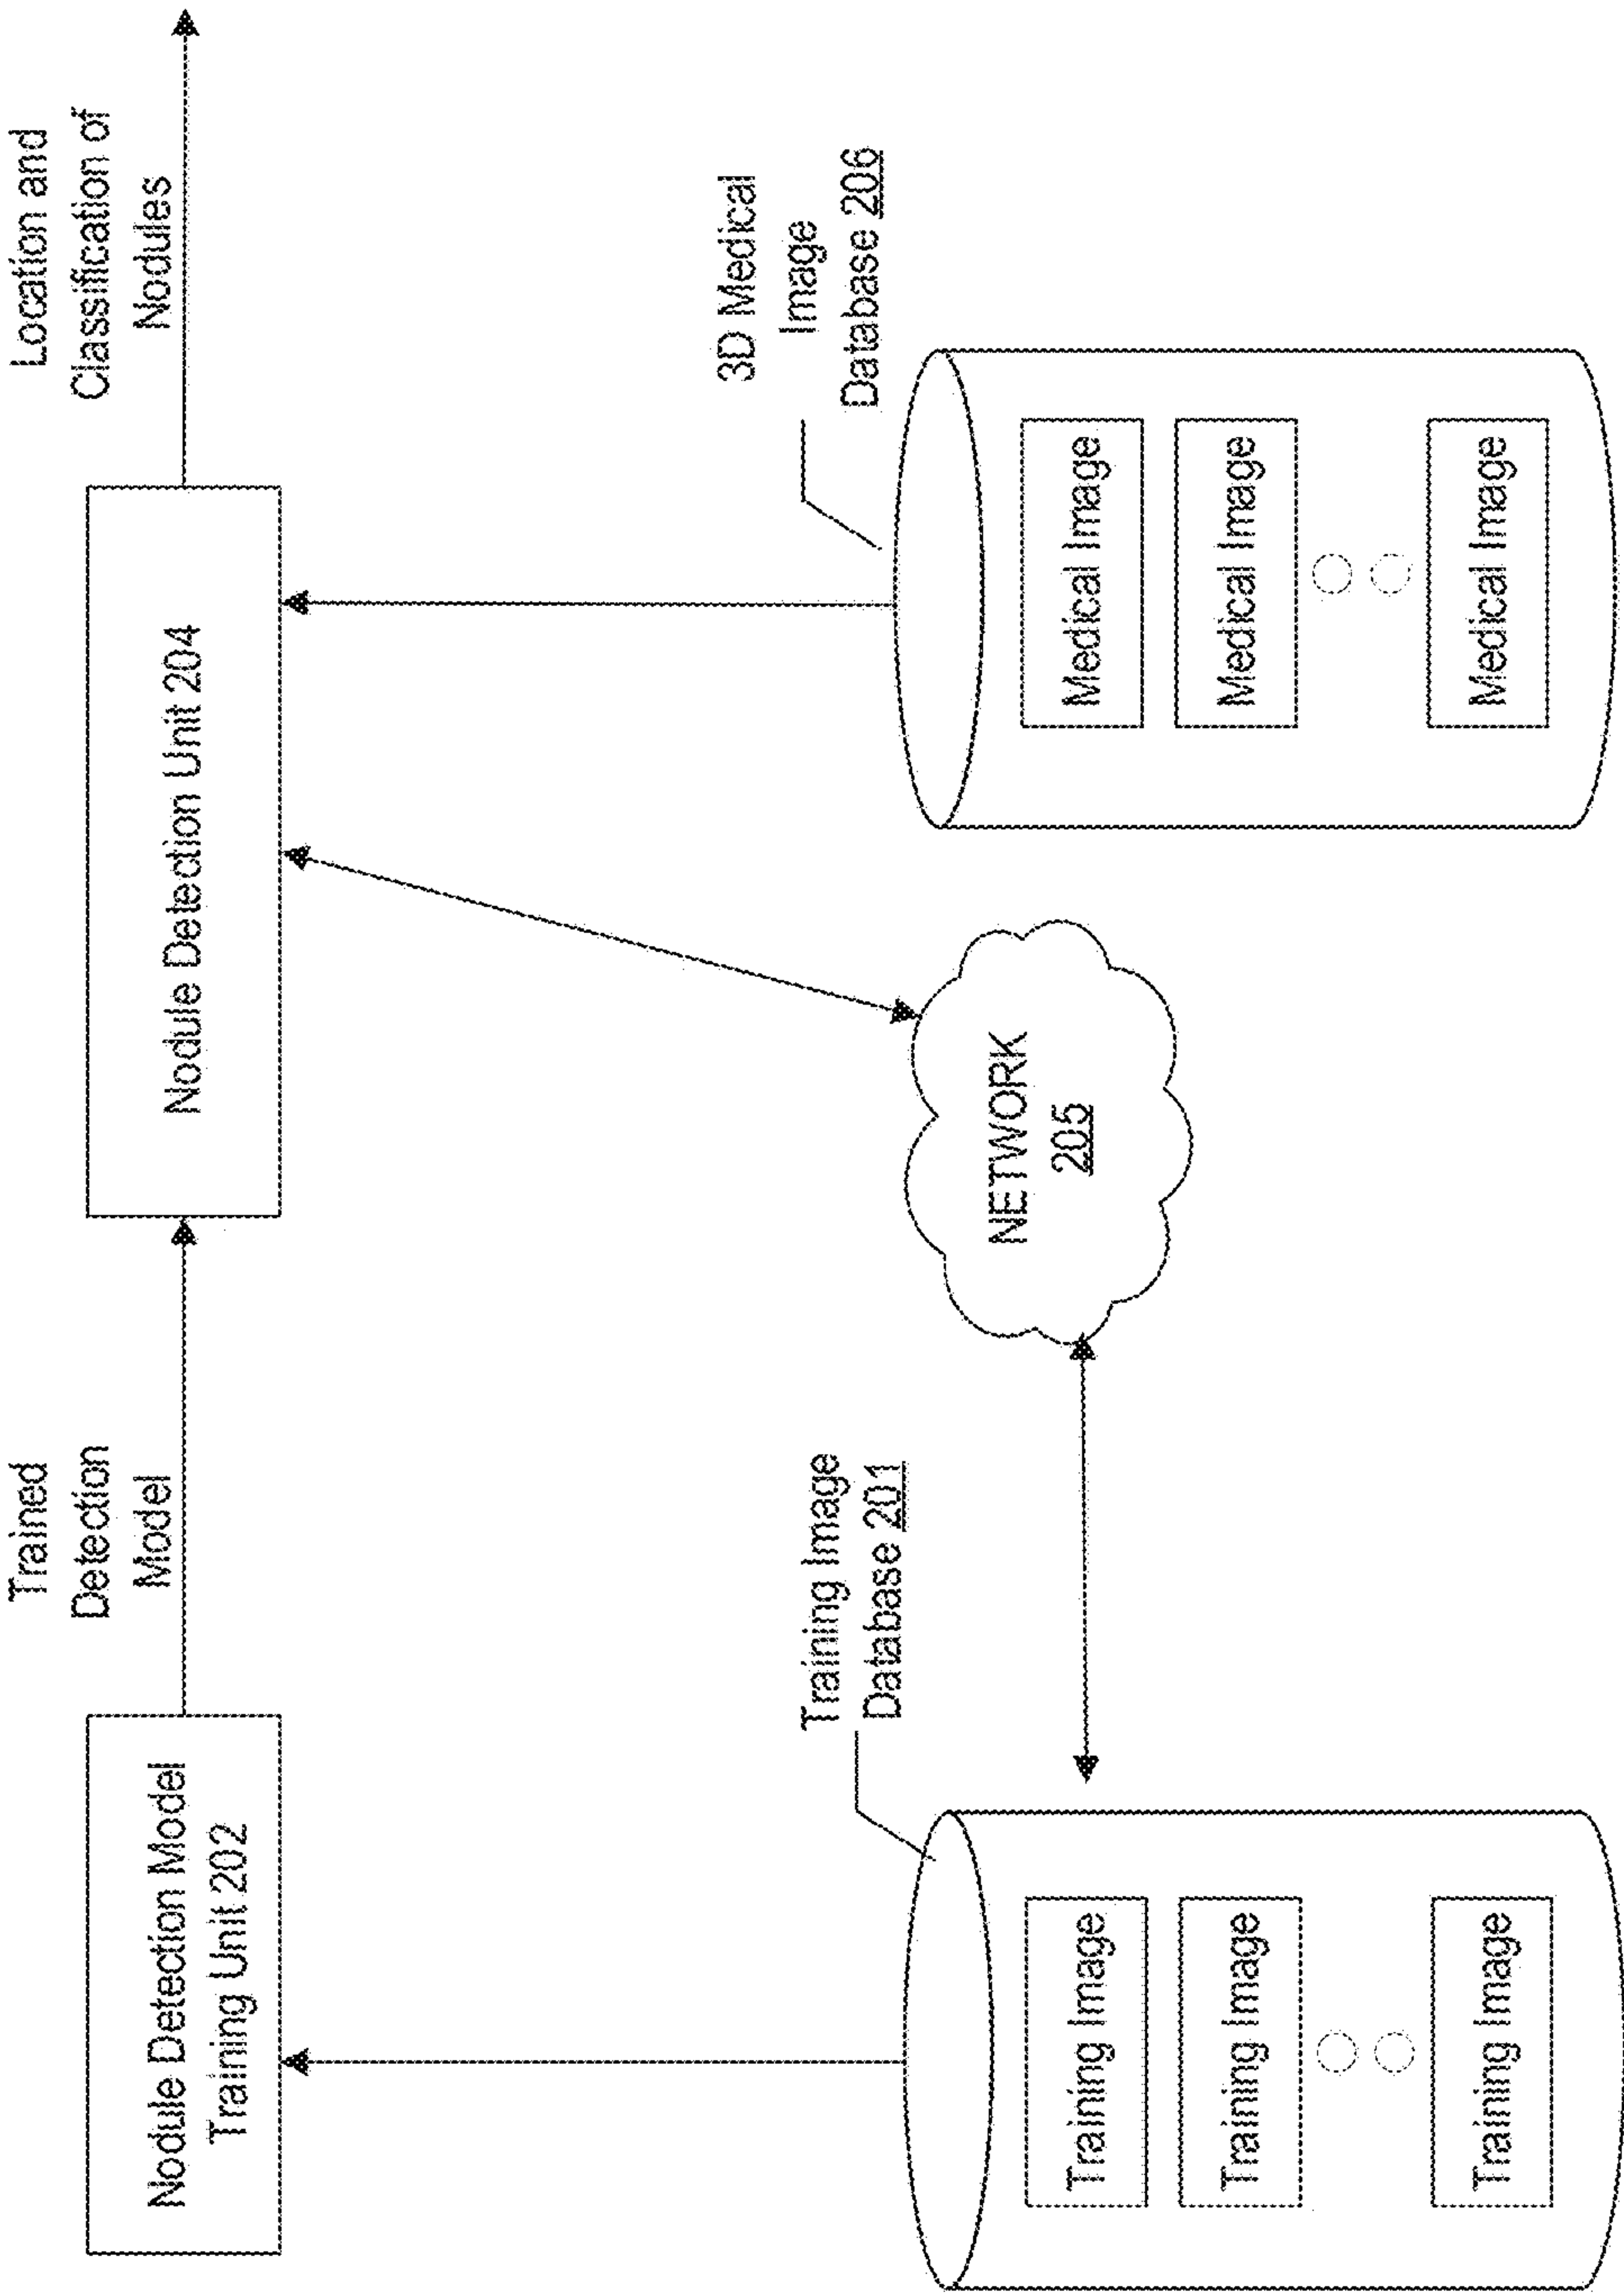 Trained
Detection
Model
Location and
Classification of
Nodules
Nodule Detection Model
Training Unit 202
Nodule Detection Unit 204
Training Image
Database 201
3D Medical
Image
Database 206
NETWORK
205
Training Image
Training Image
Training Image
Medical Image
Medical Image
Medical Image